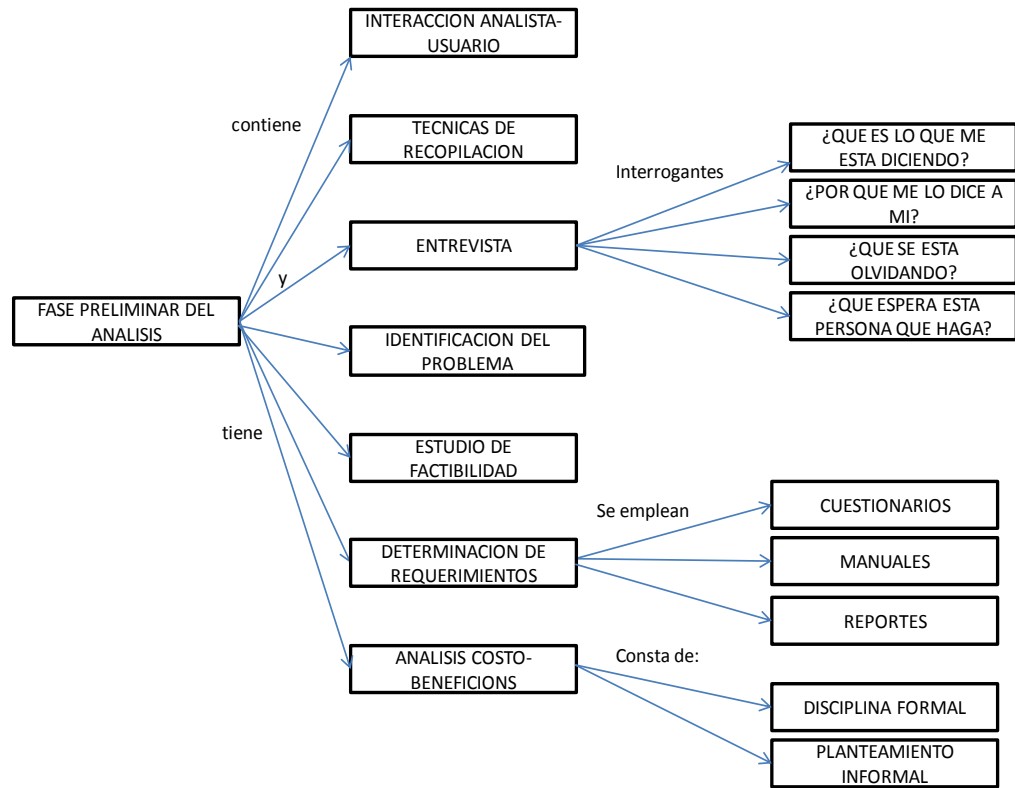 INTERACCION ANALISTA-
USUARIO
contiene
TECNICAS DE
RECOPILACION
Interrogantes
¿QUE ES LO QUE ME
ESTA DICIENDO?
¿POR QUE ME LO DICE A
MI?
ENTREVISTA
¿QUE SE ESTA
OLVIDANDO?
y
¿QUE ESPERA ESTA
PERSONA QUE HAGA?
FASE PRELIMINAR DEL
ANALISIS
IDENTIFICACION DEL
PROBLEMA
tiene
ESTUDIO DE
FACTIBILIDAD
Se emplean
CUESTIONARIOS
DETERMINACION DE
REQUERIMIENTOS
MANUALES
REPORTES
ANALISIS COSTO-
BENEFICIONS
Consta de:
DISCIPLINA FORMAL
PLANTEAMIENTO
INFORMAL